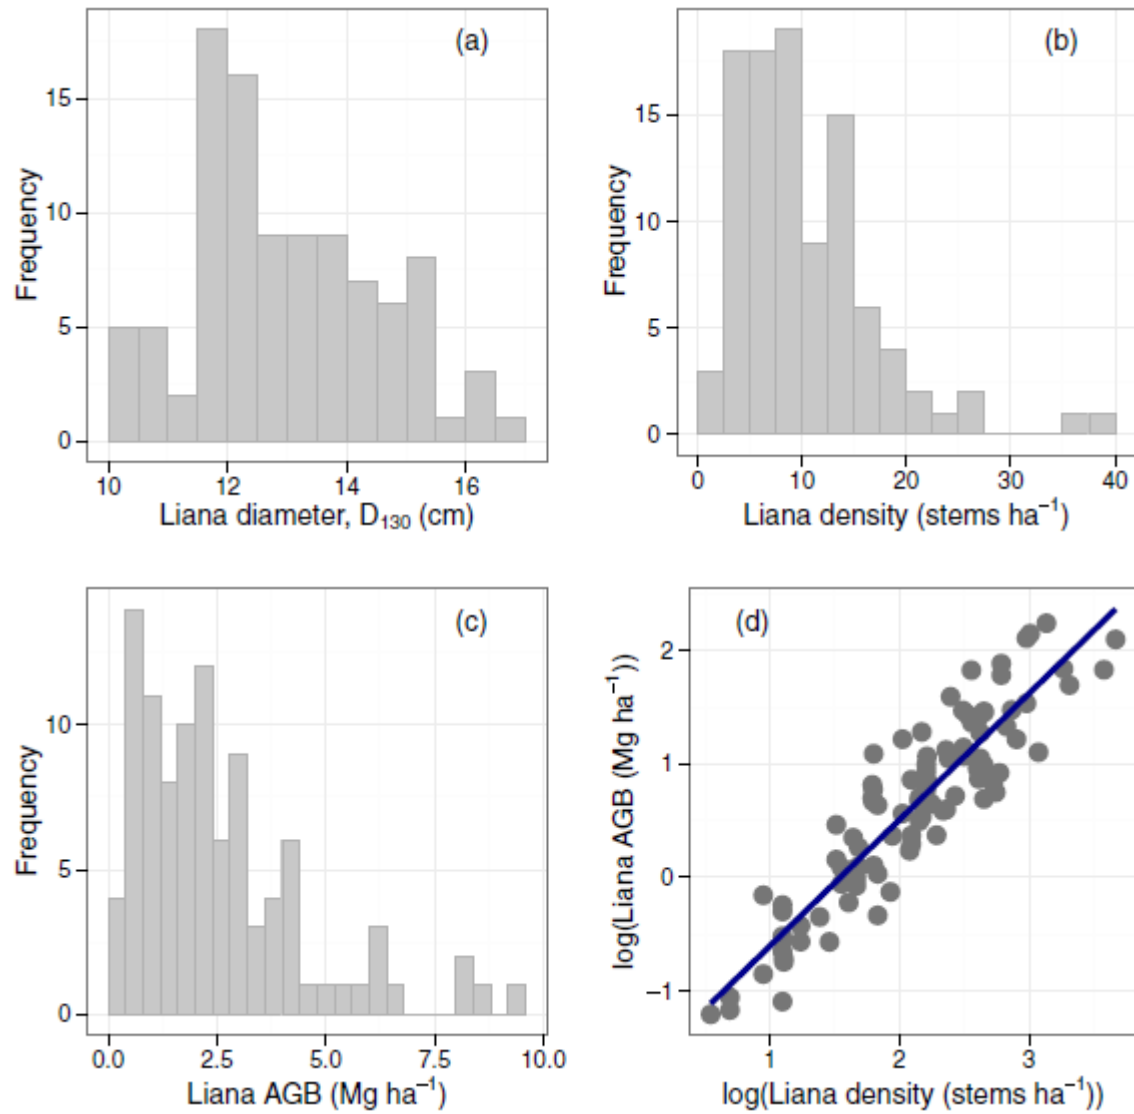 (a)
Frequency
15
10
5
0
10 12 14 16
Liana diameter, D₁₃₀ (cm)
(b)
Frequency
15
10
5
0
0 10 20 30 40
Liana density (stems ha⁻¹)
(c)
Frequency
10
5
0
0.0 2.5 5.0 7.5 10.0
Liana AGB (Mg ha⁻¹)
(d)
log(Liana AGB (Mg ha⁻¹))
2
1
0
−1
1 2 3
log(Liana density (stems ha⁻¹))